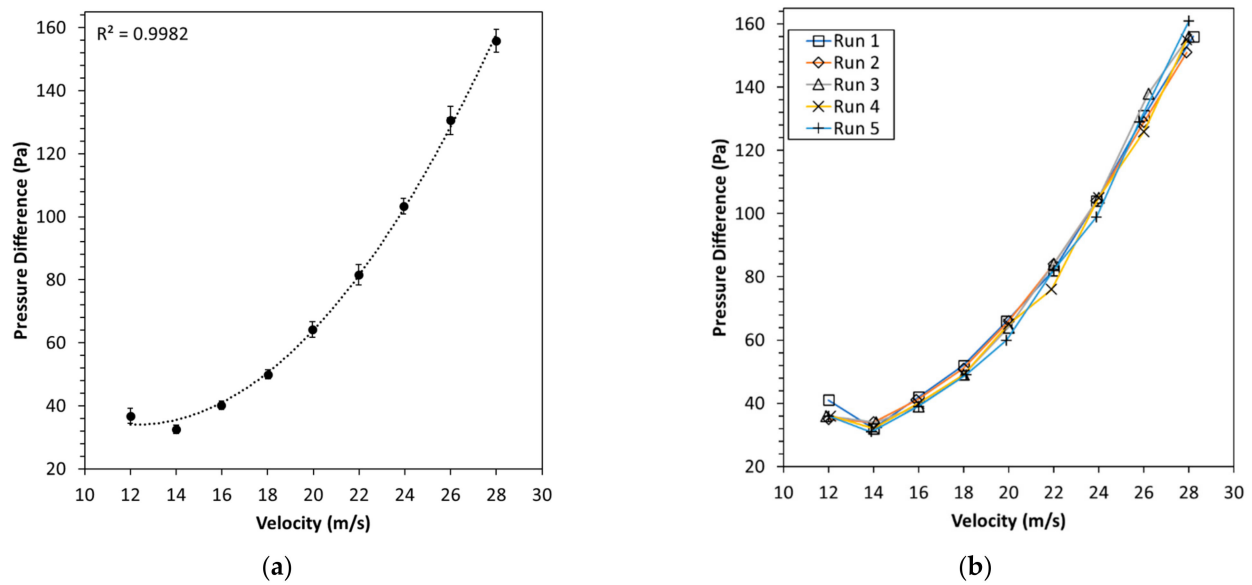 R² = 0.9982
160
140
120
100
80
60
40
20
Pressure Difference (Pa)
10 12 14 16 18 20 22 24 26 28 30
Velocity (m/s)
(a)
Run 1
Run 2
Run 3
Run 4
Run 5
160
140
120
100
80
60
40
20
Pressure Difference (Pa)
10 12 14 16 18 20 22 24 26 28 30
Velocity (m/s)
(b)